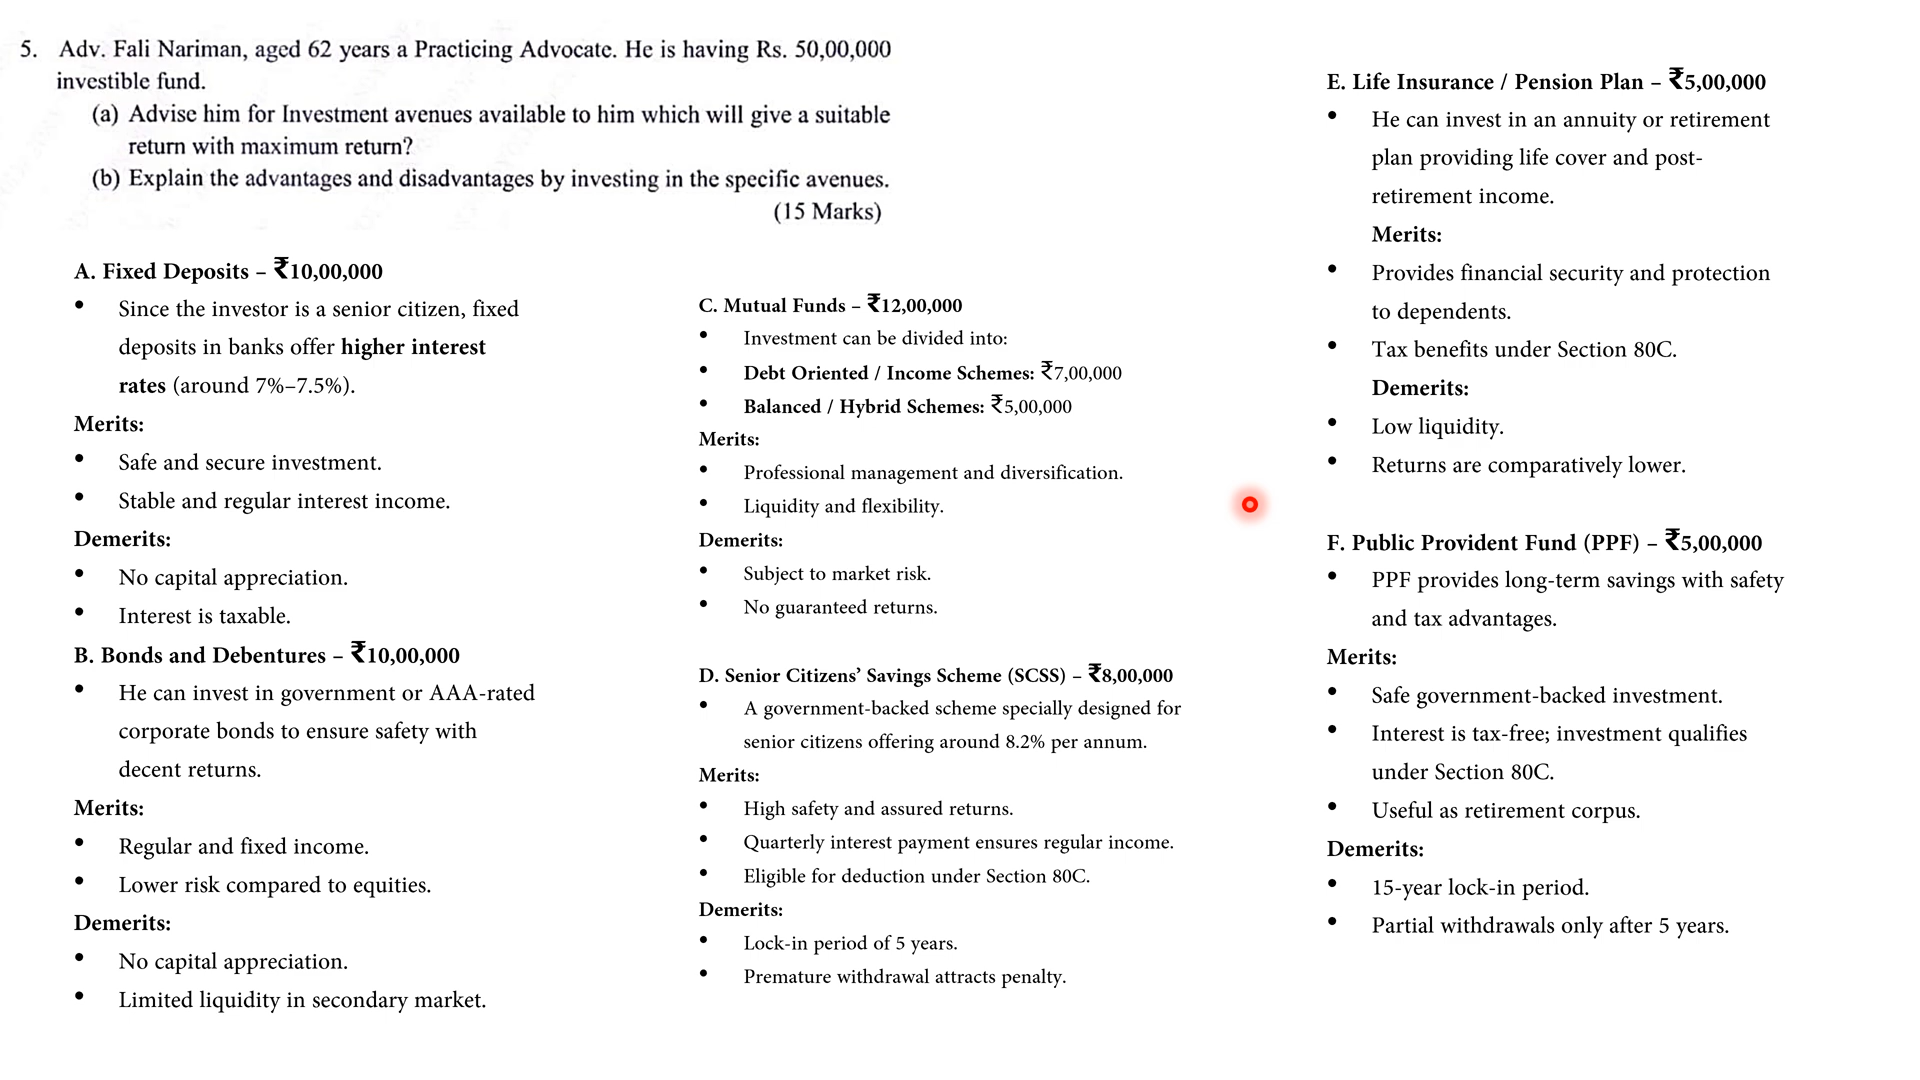 5. Adv. Fali Nariman, aged 62 years a Practicing Advocate. He is having Rs. 50,00,000
investible fund.
(a) Advise him for Investment avenues available to him which will give a suitable
return with maximum return?
(b) Explain the advantages and disadvantages by investing in the specific avenues.
(15 Marks)
A. Fixed Deposits – ₹10,00,000
• Since the investor is a senior citizen, fixed
deposits in banks offer higher interest
rates (around 7%–7.5%).
Merits:
• Safe and secure investment.
• Stable and regular interest income.
Demerits:
• No capital appreciation.
• Interest is taxable.
B. Bonds and Debentures – ₹10,00,000
• He can invest in government or AAA-rated
corporate bonds to ensure safety with
decent returns.
Merits:
• Regular and fixed income.
• Lower risk compared to equities.
Demerits:
• No capital appreciation.
• Limited liquidity in secondary market.
C. Mutual Funds – ₹12,00,000
• Investment can be divided into:
• Debt Oriented / Income Schemes: ₹7,00,000
• Balanced / Hybrid Schemes: ₹5,00,000
Merits:
• Professional management and diversification.
• Liquidity and flexibility.
Demerits:
• Subject to market risk.
• No guaranteed returns.
D. Senior Citizens’ Savings Scheme (SCSS) – ₹8,00,000
• A government-backed scheme specially designed for
senior citizens offering around 8.2% per annum.
Merits:
• High safety and assured returns.
• Quarterly interest payment ensures regular income.
• Eligible for deduction under Section 80C.
Demerits:
• Lock-in period of 5 years.
• Premature withdrawal attracts penalty.
E. Life Insurance / Pension Plan – ₹5,00,000
• He can invest in an annuity or retirement
plan providing life cover and post-
retirement income.
Merits:
• Provides financial security and protection
to dependents.
• Tax benefits under Section 80C.
Demerits:
• Low liquidity.
• Returns are comparatively lower.
F. Public Provident Fund (PPF) – ₹5,00,000
• PPF provides long-term savings with safety
and tax advantages.
Merits:
• Safe government-backed investment.
• Interest is tax-free; investment qualifies
under Section 80C.
• Useful as retirement corpus.
Demerits:
• 15-year lock-in period.
• Partial withdrawals only after 5 years.